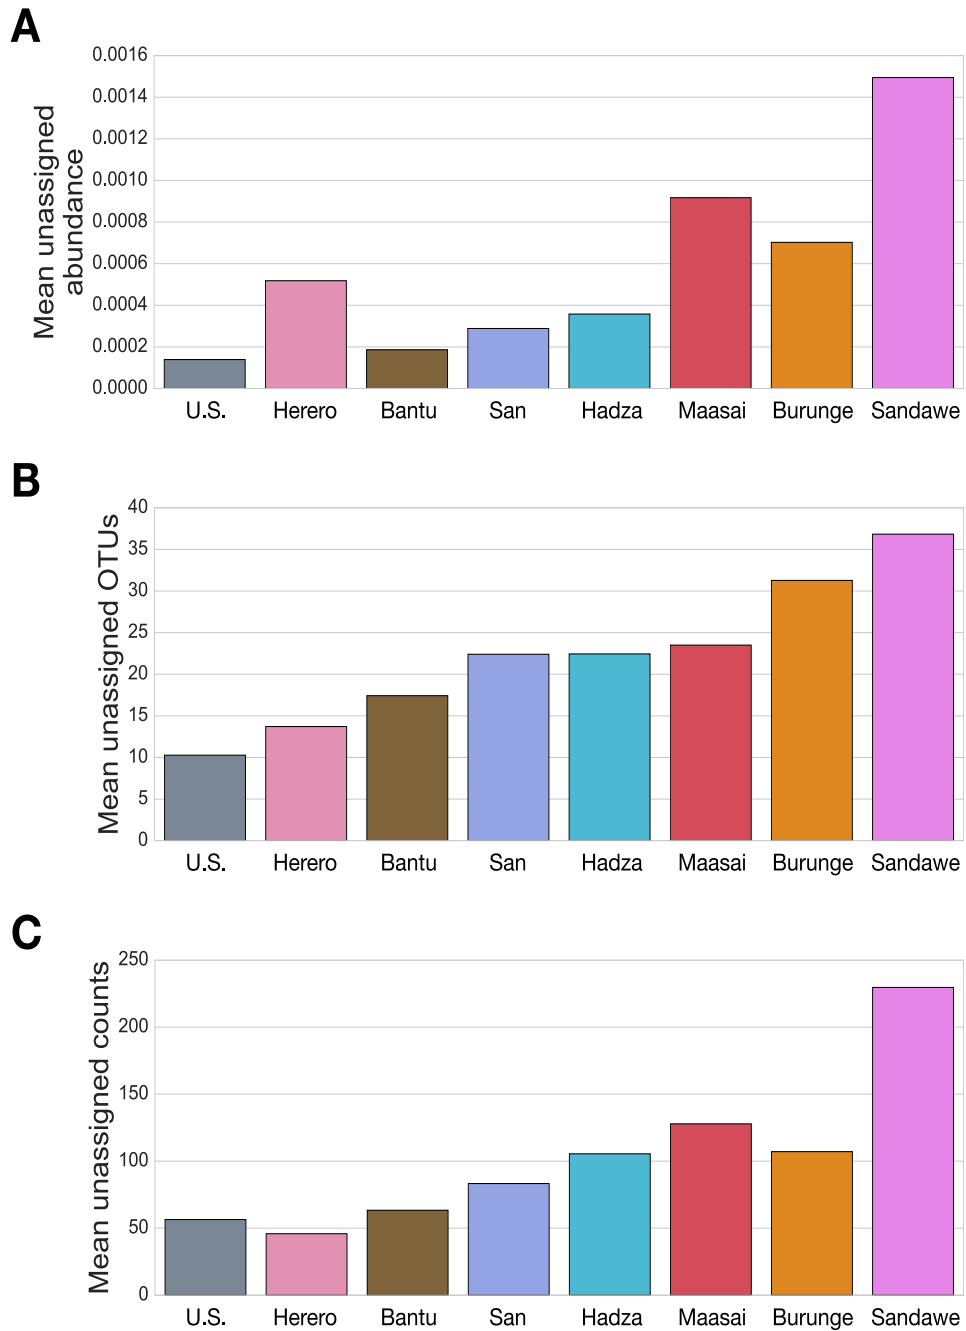 A
Mean unassigned
abundance
0.0016
0.0014
0.0012
0.0010
0.0008
0.0006
0.0004
0.0002
0.0000
U.S. Herero Bantu San Hadza Maasai Burunge Sandawe
B
Mean unassigned OTUs
40
35
30
25
20
15
10
5
0
U.S. Herero Bantu San Hadza Maasai Burunge Sandawe
C
Mean unassigned counts
250
200
150
100
50
0
U.S. Herero Bantu San Hadza Maasai Burunge Sandawe